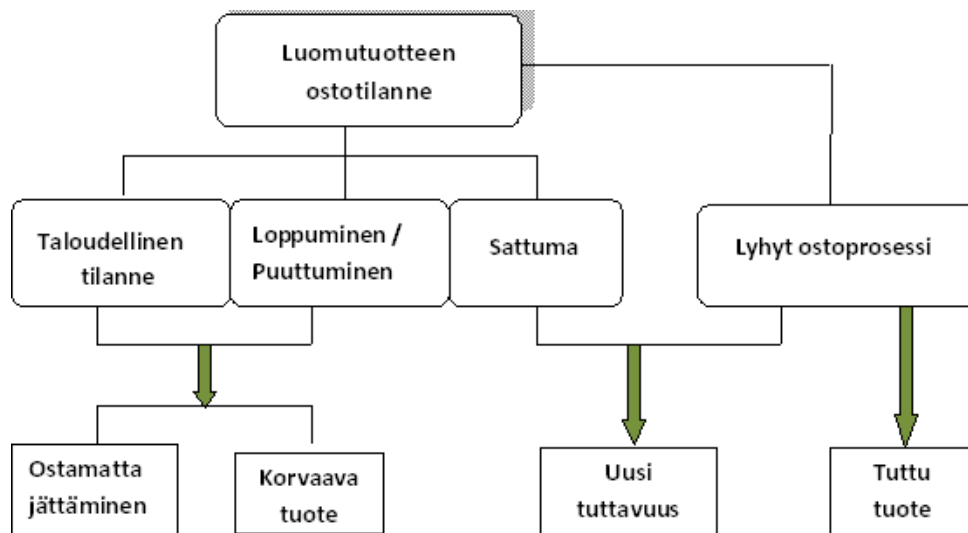 Luomutuotteen
ostotilanne
Taloudellinen
tilanne
Loppuminen /
Puuttuminen
Sattuma
Lyhyt ostoprosessi
Ostamatta
jättäminen
Korvaava
tuote
Uusi
tuttavuus
Tuttu
tuote